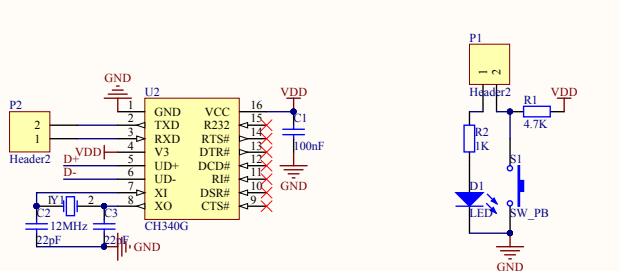 P1
1 2
Header2
GND
U2
VDD
R1
VDD
4.7K
P2
2
1
Header2
1 GND VCC 16
2 TXD R232 15
3 RXD RTS# 14
VDD 4 V3 DTR# 13
D+ 5 UD+ DCD# 12
D- 6 UD- RI# 11
7 XI DSR# 10
8 XO CTS# 9
CH340G
C1
100nF
GND
R2
1K
S1
D1
LED
SW_PB
GND
1 Y1 2
C2 12MHz C3
22pF 22pF
GND